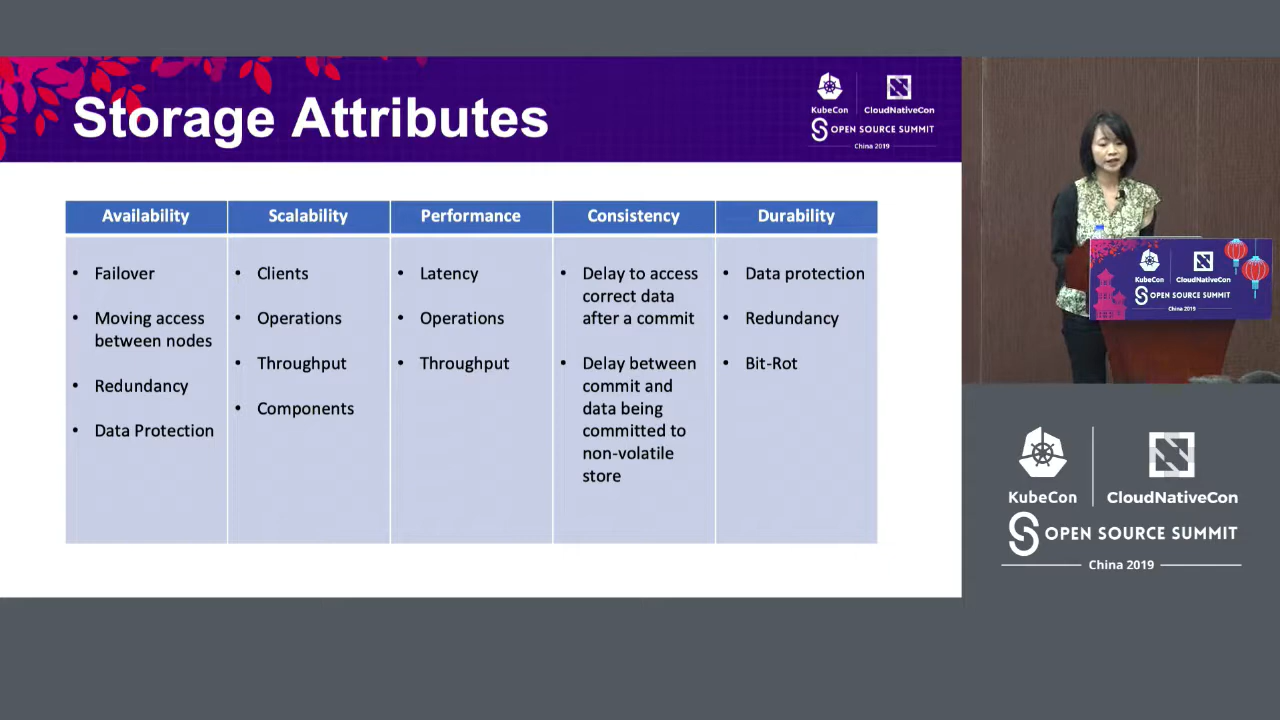 Storage Attributes
KubeCon
CloudNativeCon
OPEN SOURCE SUMMIT
China 2019
Availability
Scalability
Performance
Consistency
Durability
• Failover
• Moving access
between nodes
• Redundancy
• Data Protection
• Clients
• Operations
• Throughput
• Components
• Latency
• Operations
• Throughput
• Delay to access
correct data
after a commit
• Delay between
commit and
data being
committed to
non-volatile
store
• Data protection
• Redundancy
• Bit-Rot
KubeCon
CloudNativeCon
OPEN SOURCE SUMMIT
China 2019
KubeCon
CloudNativeCon
OPEN SOURCE SUMMIT
China 2019